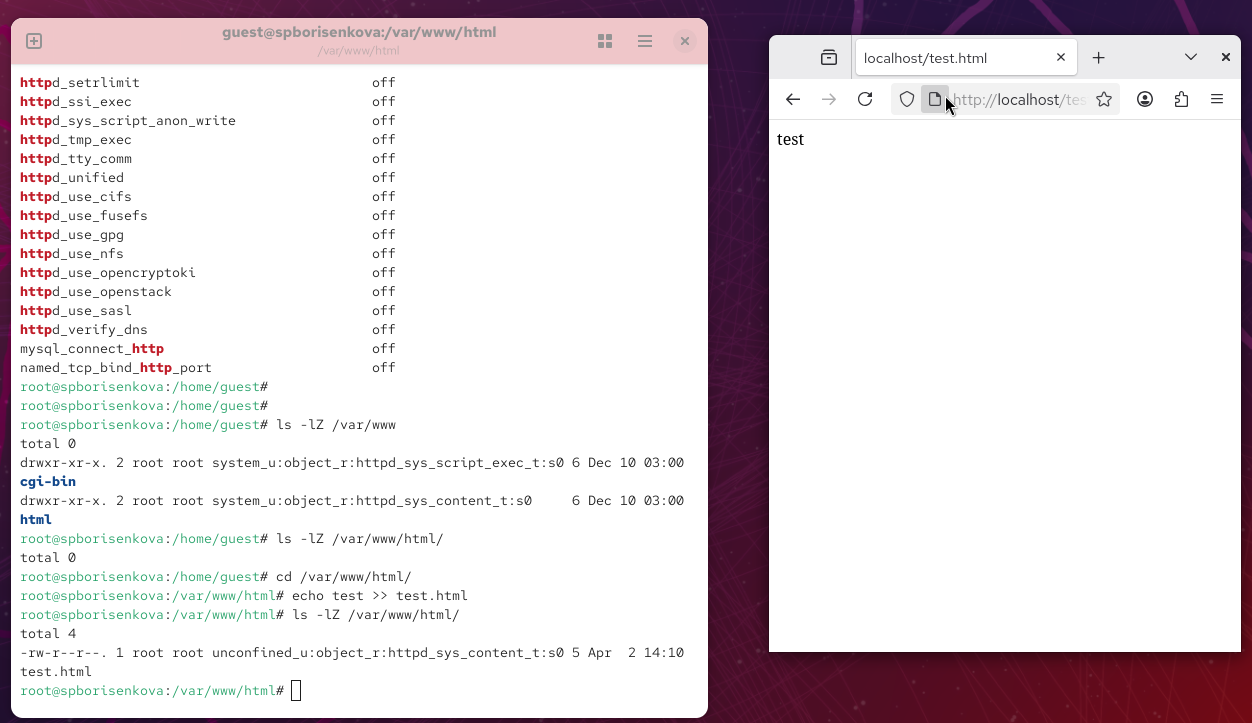 guest@spborisenkova:/var/www/html
/var/www/html
httpd_setrlimit off
httpd_ssi_exec off
httpd_sys_script_anon_write off
httpd_tmp_exec off
httpd_tty_comm off
httpd_unified off
httpd_use_cifs off
httpd_use_fusefs off
httpd_use_gpg off
httpd_use_nfs off
httpd_use_opencryptoki off
httpd_use_openstack off
httpd_use_sasl off
httpd_verify_dns off
mysql_connect_http off
named_tcp_bind_http_port off
root@spborisenkova:/home/guest#
root@spborisenkova:/home/guest#
root@spborisenkova:/home/guest# ls -lZ /var/www
total 0
drwxr-xr-x. 2 root root system_u:object_r:httpd_sys_script_exec_t:s0 6 Dec 10 03:00
cgi-bin
drwxr-xr-x. 2 root root system_u:object_r:httpd_sys_content_t:s0     6 Dec 10 03:00
html
root@spborisenkova:/home/guest# ls -lZ /var/www/html/
total 0
root@spborisenkova:/home/guest# cd /var/www/html/
root@spborisenkova:/var/www/html# echo test >> test.html
root@spborisenkova:/var/www/html# ls -lZ /var/www/html/
total 4
-rw-r--r--. 1 root root unconfined_u:object_r:httpd_sys_content_t:s0 5 Apr  2 14:10
test.html
root@spborisenkova:/var/www/html#
localhost/test.html
http://localhost/tes
test